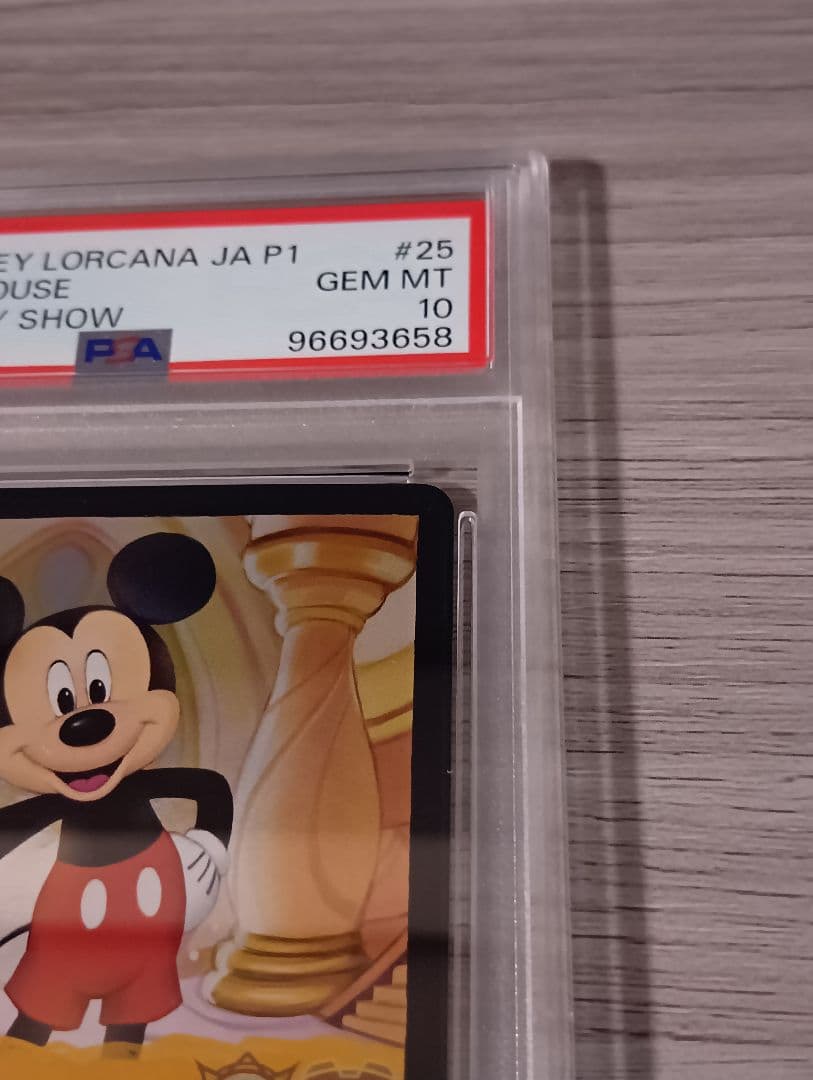 EY LORCANA JA P1 #25
OUSE GEM MT
Y SHOW 10
PSA 96693658